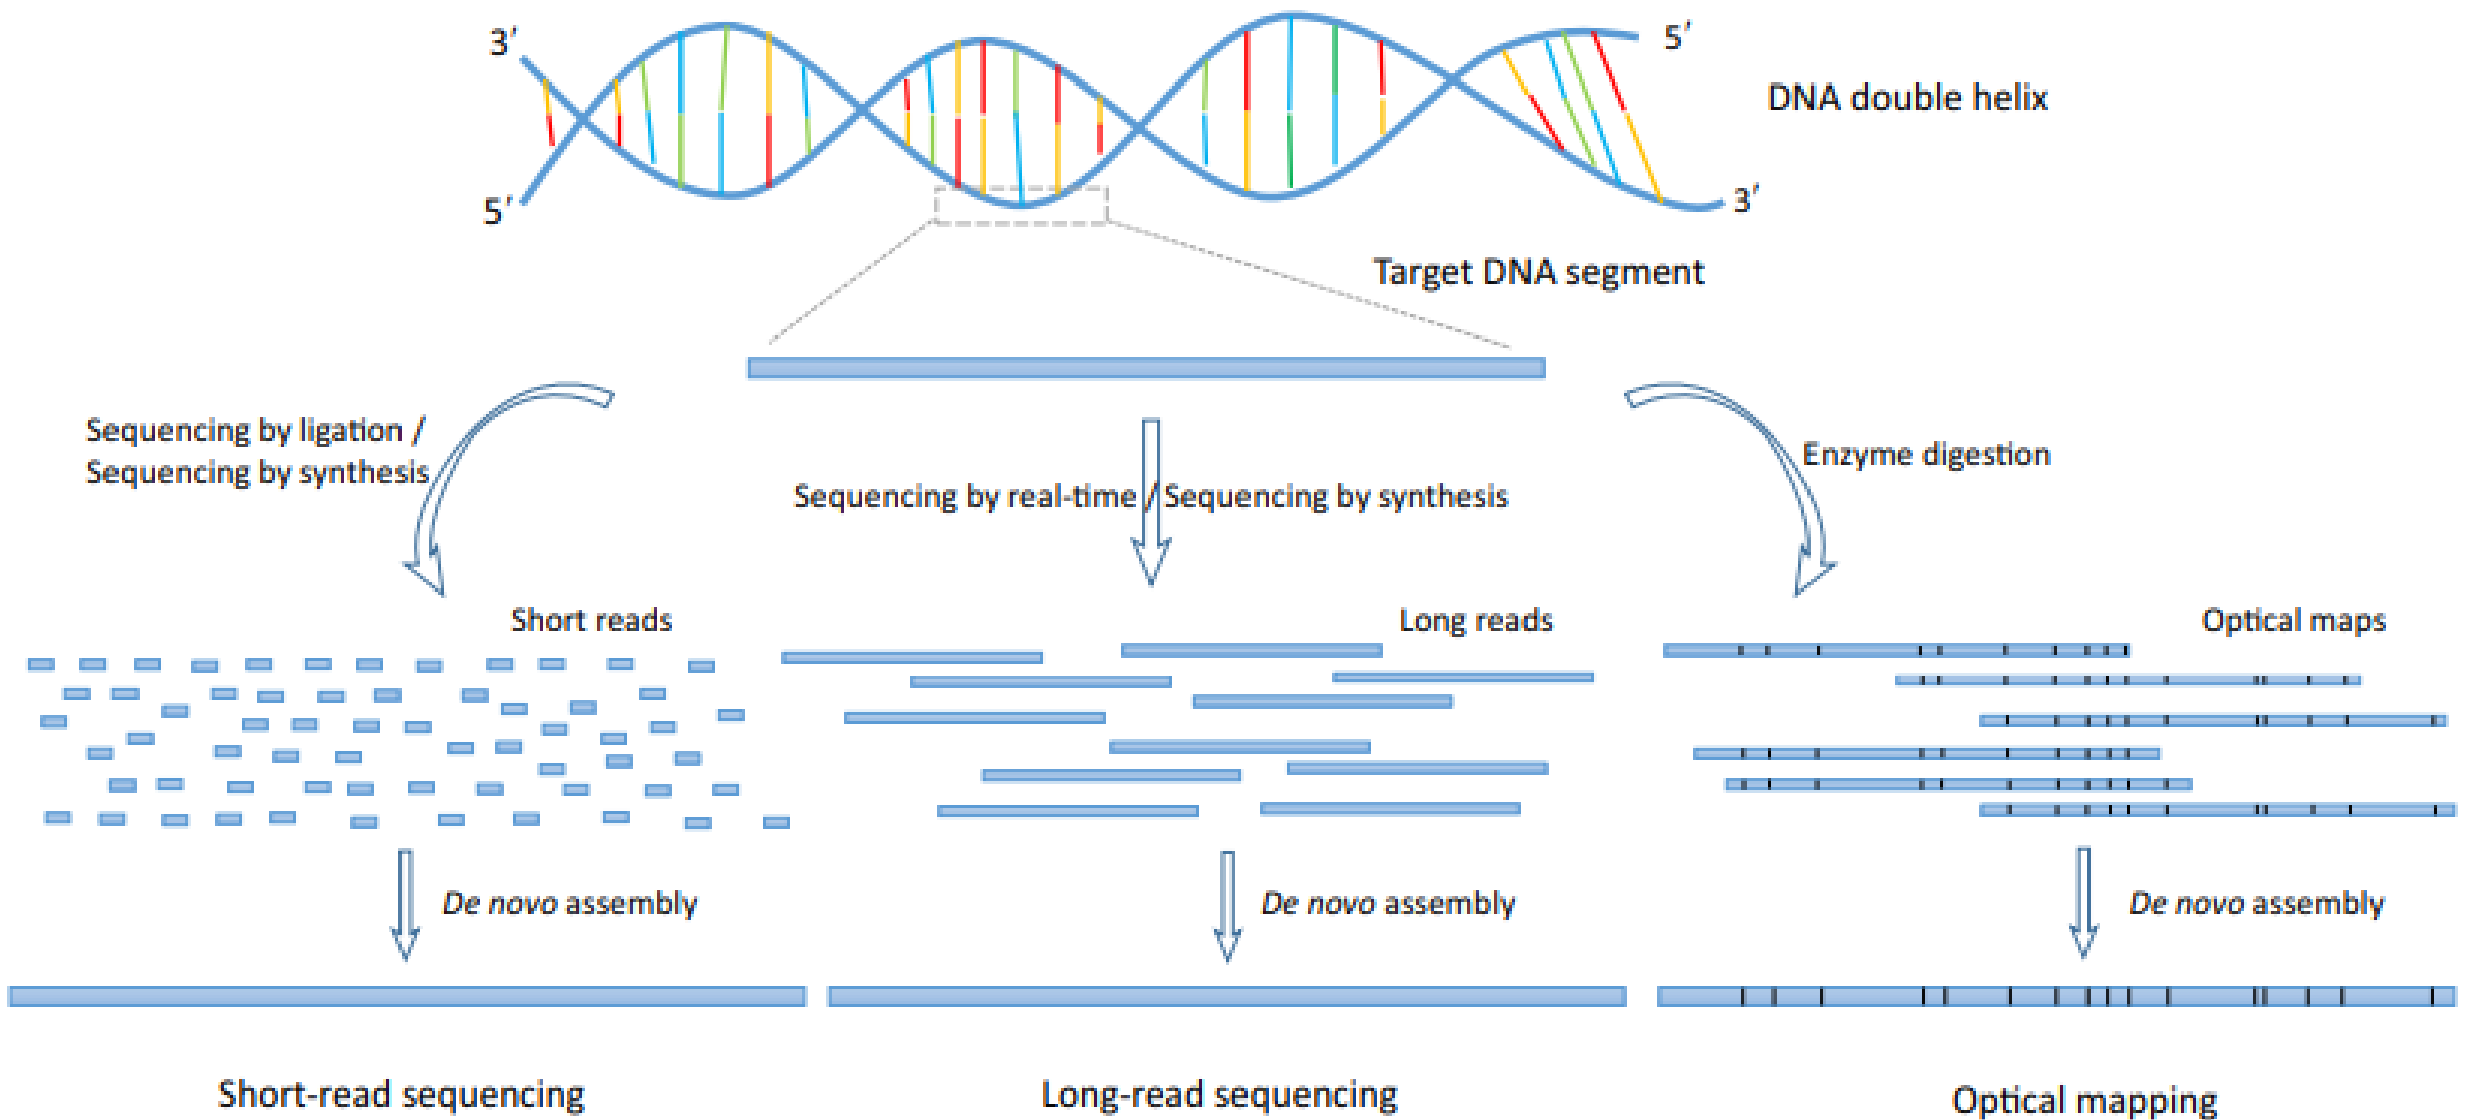 3′
5′
DNA double helix
5′
3′
Target DNA segment
Sequencing by ligation /
Sequencing by synthesis
Sequencing by real-time / Sequencing by synthesis
Enzyme digestion
Short reads
Long reads
Optical maps
De novo assembly
De novo assembly
De novo assembly
Short-read sequencing
Long-read sequencing
Optical mapping